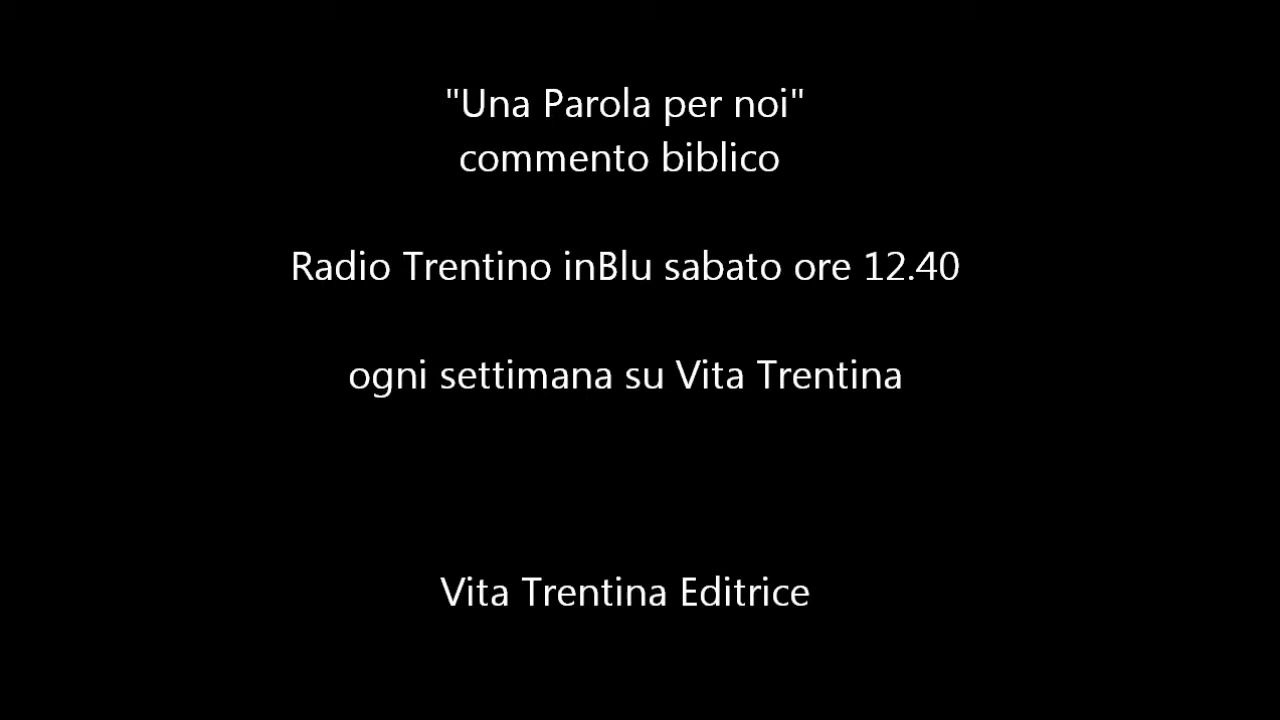 "Una Parola per noi"
commento biblico
Radio Trentino inBlu sabato ore 12.40
ogni settimana su Vita Trentina
Vita Trentina Editrice